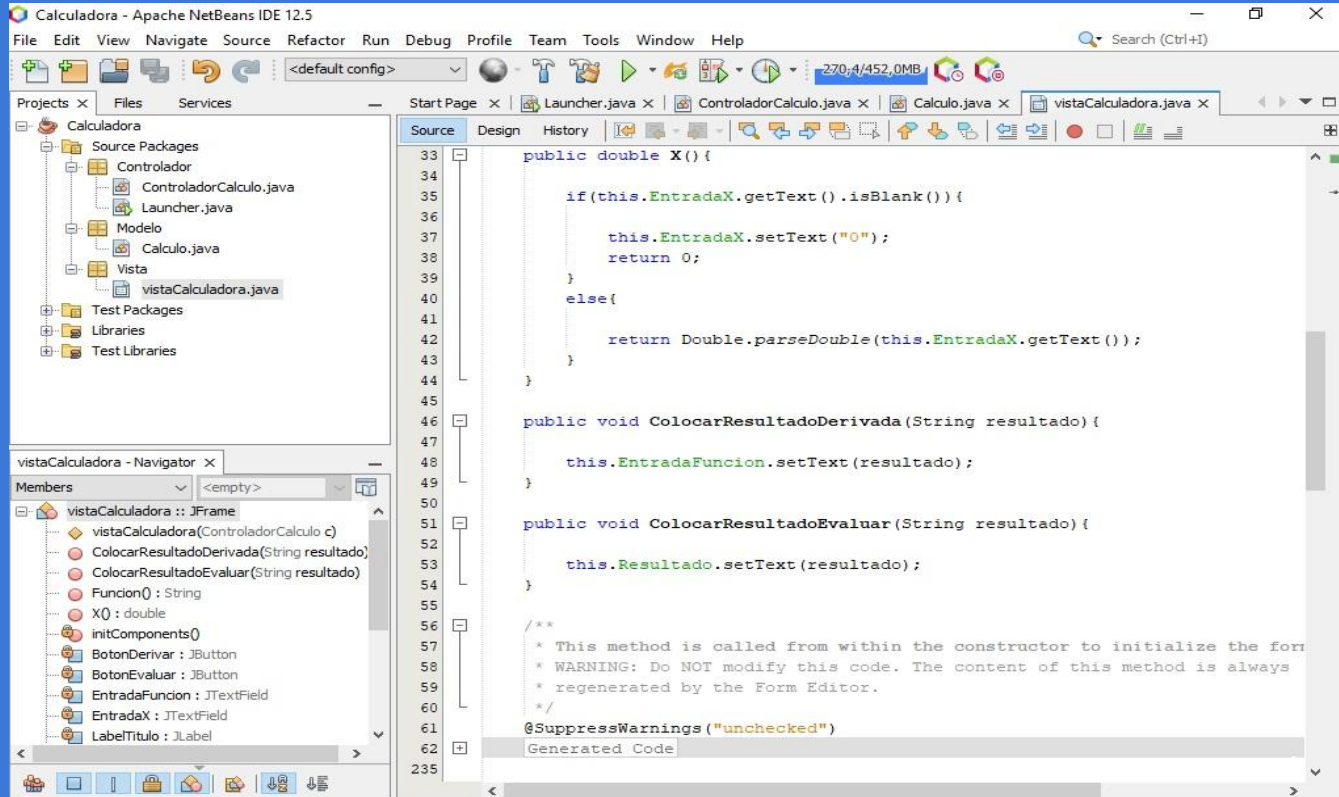 Calculadora - Apache NetBeans IDE 12.5
File Edit View Navigate Source Refactor Run Debug Profile Team Tools Window Help
Search (Ctrl+I)
<default config>
270,4/452,0MB
Projects Files Services
Calculadora
Source Packages
Controlador
ControladorCalculo.java
Launcher.java
Modelo
Calculo.java
Vista
vistaCalculadora.java
Test Packages
Libraries
Test Libraries
vistaCalculadora - Navigator
Members
<empty>
vistaCalculadora :: JFrame
vistaCalculadora(ControladorCalculo c)
ColocarResultadoDerivada(String resultado)
ColocarResultadoEvaluar(String resultado)
Funcion() : String
X() : double
initComponents()
BotonDerivar : JButton
BotonEvaluar : JButton
EntradaFuncion : JTextField
EntradaX : JTextField
LabelTitulo : JLabel
Start Page Launcher.java ControladorCalculo.java Calculo.java vistaCalculadora.java
Source Design History
33 public double X(){
34
35 if(this.EntradaX.getText().isBlank()){
36
37 this.EntradaX.setText("0");
38 return 0;
39 }
40 else{
41
42 return Double.parseDouble(this.EntradaX.getText());
43 }
44 }
45
46 public void ColocarResultadoDerivada(String resultado){
47
48 this.EntradaFuncion.setText(resultado);
49 }
50
51 public void ColocarResultadoEvaluar(String resultado){
52
53 this.Resultado.setText(resultado);
54 }
55
56 /**
57 * This method is called from within the constructor to initialize the
58 * WARNING: Do NOT modify this code. The content of this method is always
59 * regenerated by the Form Editor.
60 */
61 @SuppressWarnings("unchecked")
62 Generated Code
235